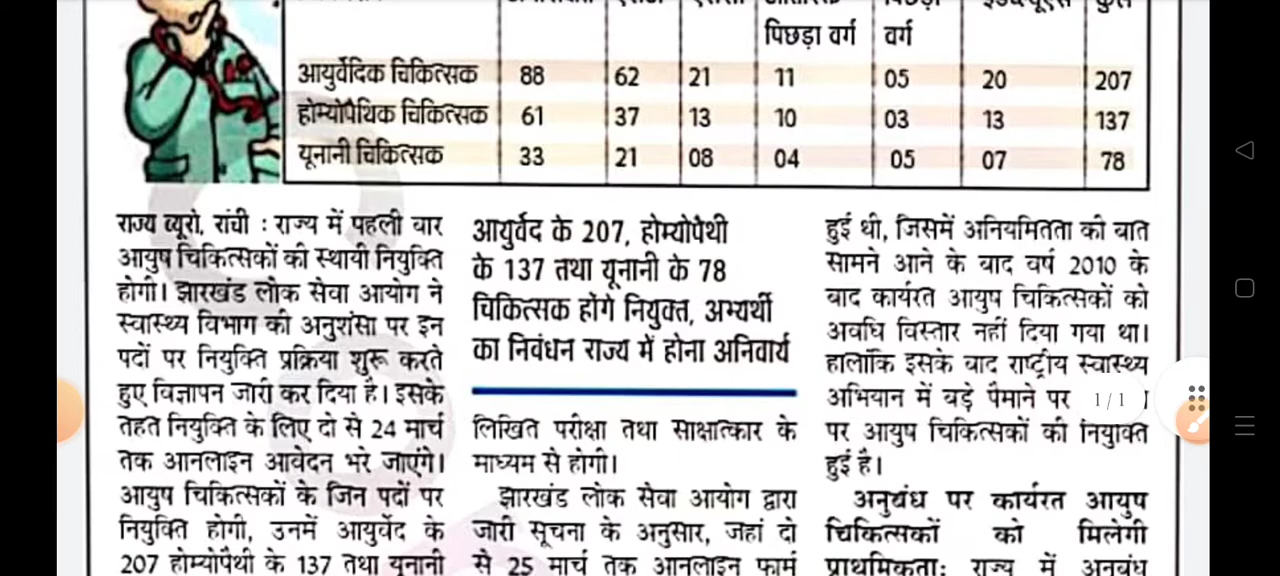 पिछड़ा वर्ग वर्ग
आयुर्वेदिक चिकित्सक 88 62 21 11 05 20 207
होम्योपैथिक चिकित्सक 61 37 13 10 03 13 137
यूनानी चिकित्सक 33 21 08 04 05 07 78
राज्य ब्यूरो, रांची : राज्य में पहली बार
आयुष चिकित्सकों की स्थायी नियुक्ति
होगी। झारखंड लोक सेवा आयोग ने
स्वास्थ्य विभाग की अनुशंसा पर इन
पदों पर नियुक्ति प्रक्रिया शुरू करते
हुए विज्ञापन जारी कर दिया है। इसके
तहत नियुक्ति के लिए दो से 24 मार्च
तक आनलाइन आवेदन भरे जाएंगे।
आयुष चिकित्सकों के जिन पदों पर
नियुक्ति होगी, उनमें आयुर्वेद के
207 होम्योपैथी के 137 तथा यूनानी
आयुर्वेद के 207, होम्योपैथी
के 137 तथा यूनानी के 78
चिकित्सक होंगे नियुक्त, अभ्यर्थी
का निबंधन राज्य में होना अनिवार्य
लिखित परीक्षा तथा साक्षात्कार के
माध्यम से होगी।
झारखंड लोक सेवा आयोग द्वारा
जारी सूचना के अनुसार, जहां दो
से 25 मार्च तक आनलाइन फार्म
हुई थी, जिसमें अनियमितता की बात
सामने आने के बाद वर्ष 2010 के
बाद कार्यरत आयुष चिकित्सकों को
अवधि विस्तार नहीं दिया गया था।
हालांकि इसके बाद राष्ट्रीय स्वास्थ्य
अभियान में बड़े पैमाने पर
पर आयुष चिकित्सकों की नियुक्ति
हुई है।
अनुबंध पर कार्यरत आयुष
चिकित्सकों को मिलेगी
प्राथमिकता: राज्य में अनुबंध
1/1